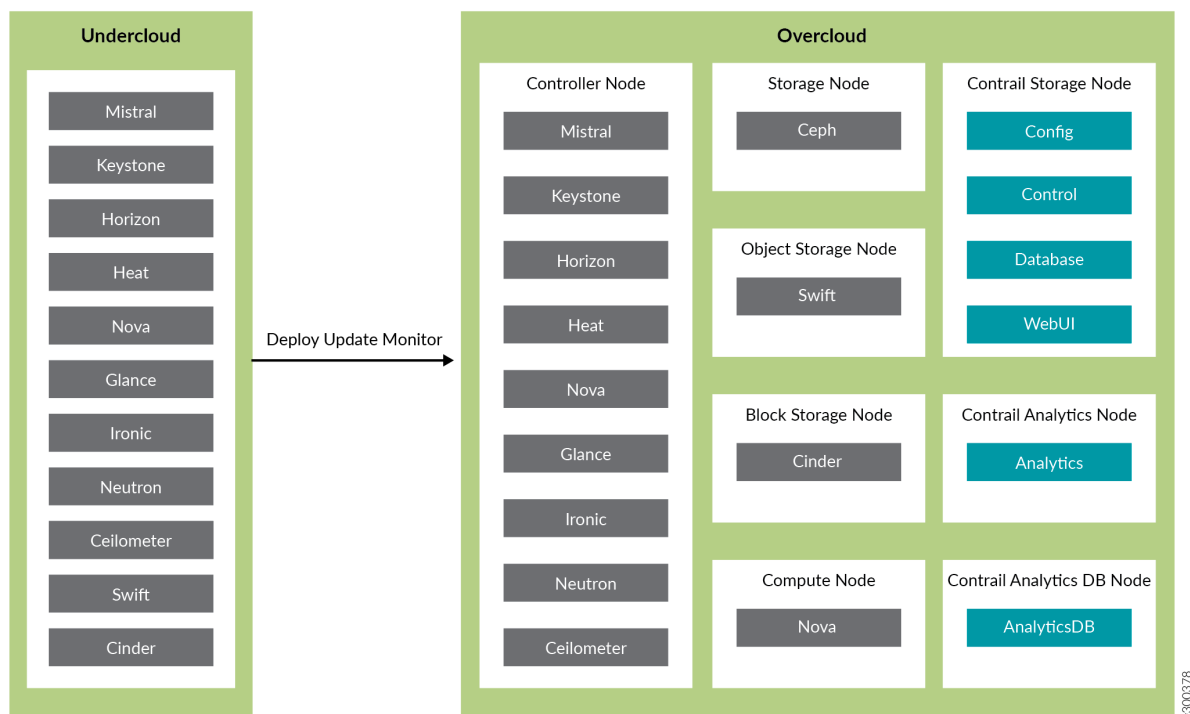 Undercloud
Mistral
Keystone
Horizon
Heat
Nova
Glance
Ironic
Neutron
Ceilometer
Swift
Cinder
Deploy Update Monitor
Overcloud
Controller Node
Mistral
Keystone
Horizon
Heat
Nova
Glance
Ironic
Neutron
Ceilometer
Storage Node
Ceph
Object Storage Node
Swift
Block Storage Node
Cinder
Compute Node
Nova
Contrail Storage Node
Config
Control
Database
WebUI
Contrail Analytics Node
Analytics
Contrail Analytics DB Node
AnalyticsDB
300378